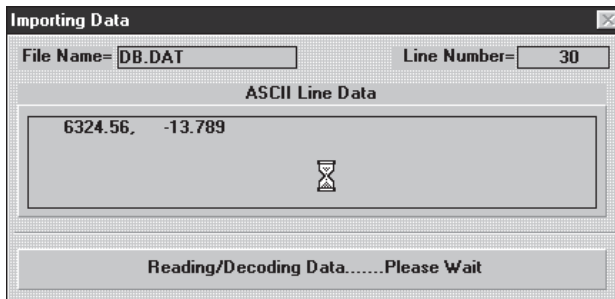 Importing Data
File Name= DB.DAT Line Number= 30
ASCII Line Data
6324.56, -13.789
Reading/Decoding Data.......Please Wait